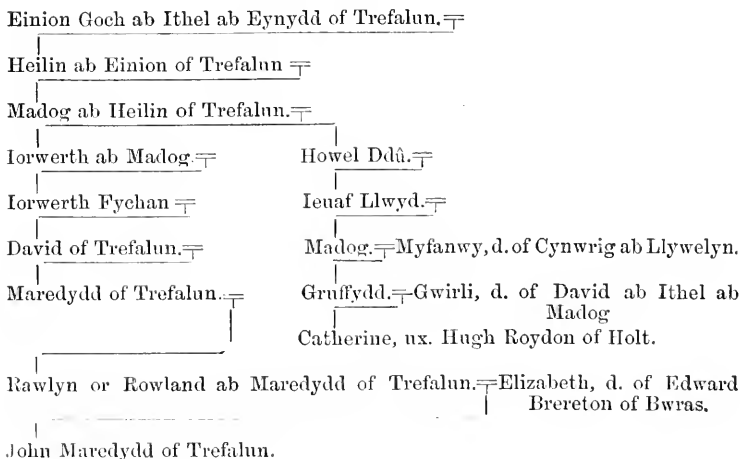 Einion Goch ab Ithel ab Eynydd of Trefalun.
Heilin ab Einion of Trefalun
Madog ab Heilin of Trefalun.
Iorwerth ab Madog. Howel Ddû.
Iorwerth Fychan Ieuaf Llwyd.
David of Trefalun. Madog.=Myfanwy, d. of Cynwrig ab Llywelyn.
Maredydd of Trefalun. Gruffydd.=Gwirli, d. of David ab Ithel ab
Madog
Catherine, ux. Hugh Roydon of Holt.
Rawlyn or Rowland ab Maredydd of Trefalun.=Elizabeth, d. of Edward
Brereton of Bwras.
John Maredydd of Trefalun.